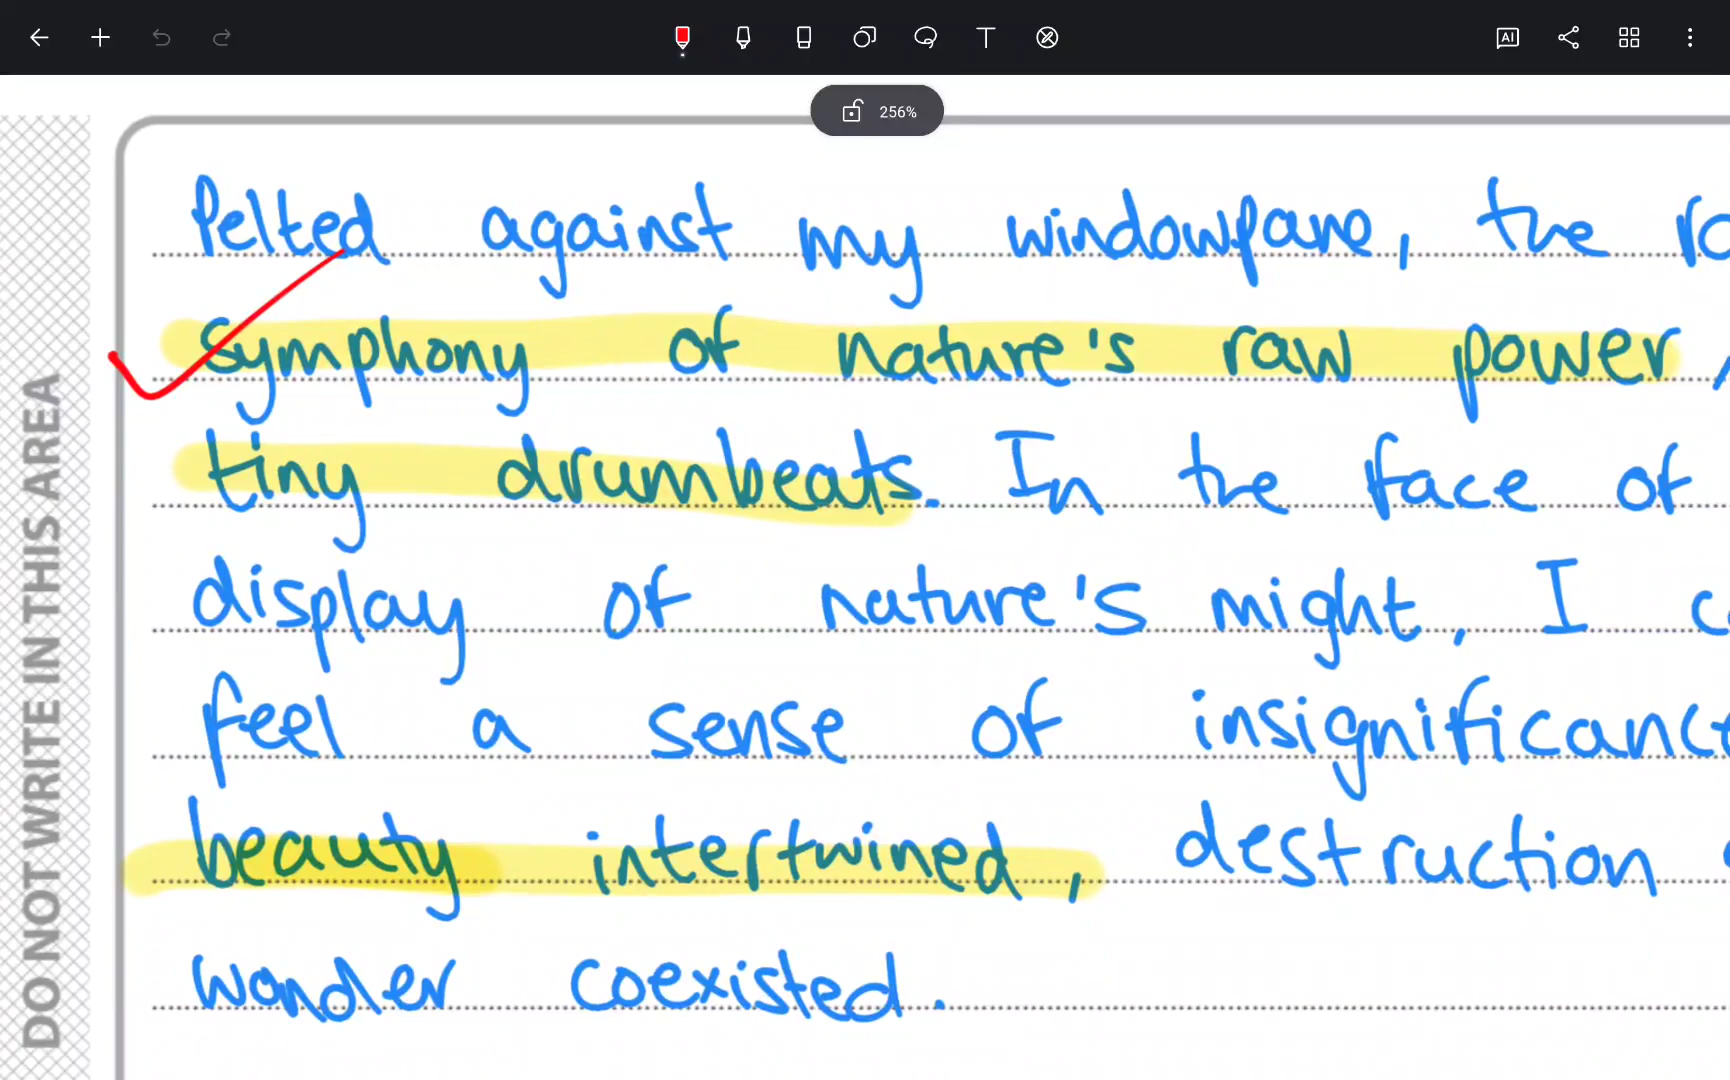 256%
DO NOT WRITE IN THIS AREA
Pelted against my windowpane, the
symphony of nature's raw power,
tiny drumbeats. In the face of
display of nature's might, I
feel a sense of insignificance
beauty intertwined, destruction
wonder coexisted.